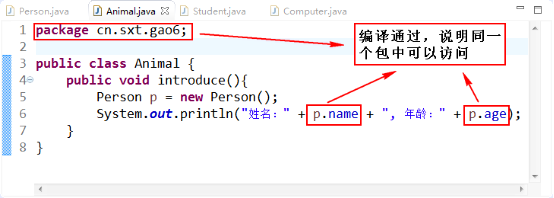 Person.java Animal.java Student.java Computer.java
1 package cn.sxt.gao6;
2
3 public class Animal {
4 public void introduce(){
5 Person p = new Person();
6 System.out.println("姓名：" + p.name + ", 年龄：" + p.age);
7 }
8 }
编译通过，说明同一
个包中可以访问